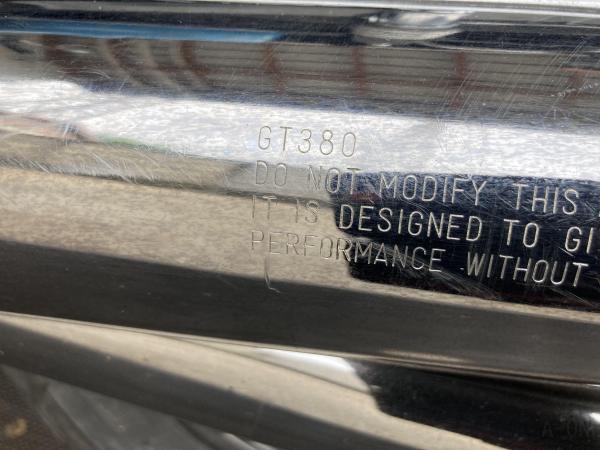 GT380
DO NOT MODIFY THIS
IT IS DESIGNED TO GI
PERFORMANCE WITHOUT